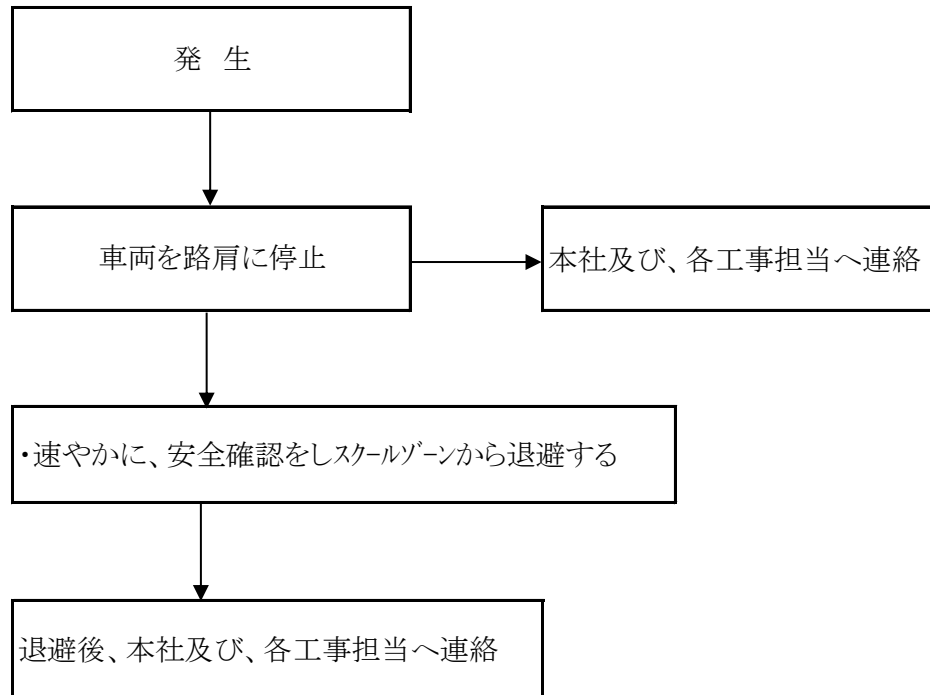 発 生
車両を路肩に停止
本社及び、各工事担当へ連絡
・速やかに、安全確認をしｽｸｰﾙｿﾞｰﾝから退避する
退避後、本社及び、各工事担当へ連絡